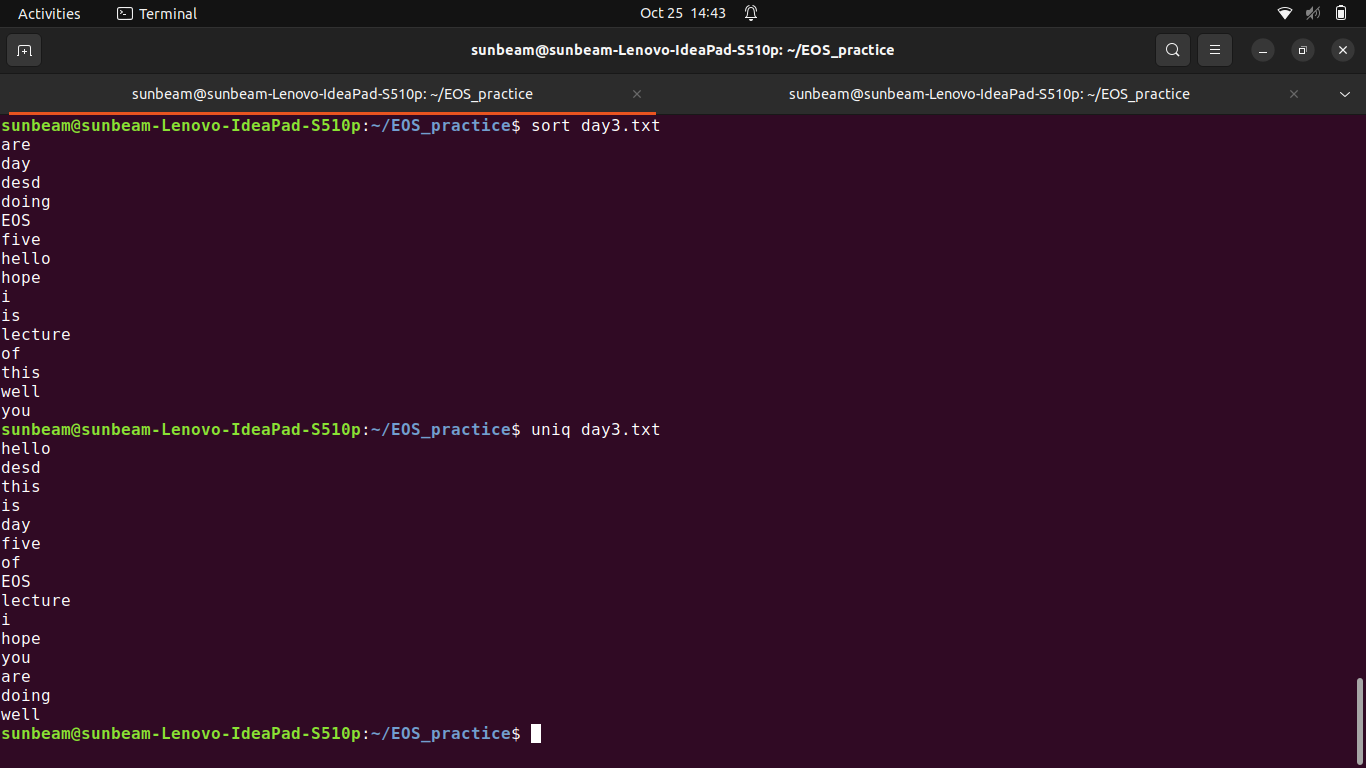 Activities Terminal Oct 25 14:43
sunbeam@sunbeam-Lenovo-IdeaPad-S510p: ~/EOS_practice
sunbeam@sunbeam-Lenovo-IdeaPad-S510p: ~/EOS_practice sunbeam@sunbeam-Lenovo-IdeaPad-S510p: ~/EOS_practice
sunbeam@sunbeam-Lenovo-IdeaPad-S510p:~/EOS_practice$ sort day3.txt
are
day
desd
doing
EOS
five
hello
hope
i
is
lecture
of
this
well
you
sunbeam@sunbeam-Lenovo-IdeaPad-S510p:~/EOS_practice$ uniq day3.txt
hello
desd
this
is
day
five
of
EOS
lecture
i
hope
you
are
doing
well
sunbeam@sunbeam-Lenovo-IdeaPad-S510p:~/EOS_practice$